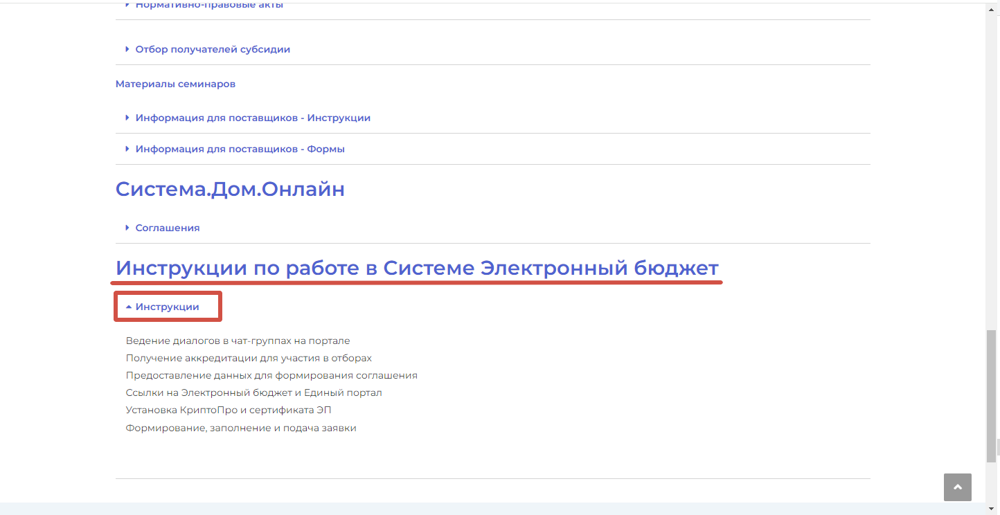 Нормативно-правовые акты
Отбор получателей субсидии
Материалы семинаров
Информация для поставщиков - Инструкции
Информация для поставщиков - Формы
Система.Дом.Онлайн
Соглашения
Инструкции по работе в Системе Электронный бюджет
Инструкции
Ведение диалогов в чат-группах на портале
Получение аккредитации для участия в отборах
Предоставление данных для формирования соглашения
Ссылки на Электронный бюджет и Единый портал
Установка КриптоПро и сертификата ЭП
Формирование, заполнение и подача заявки